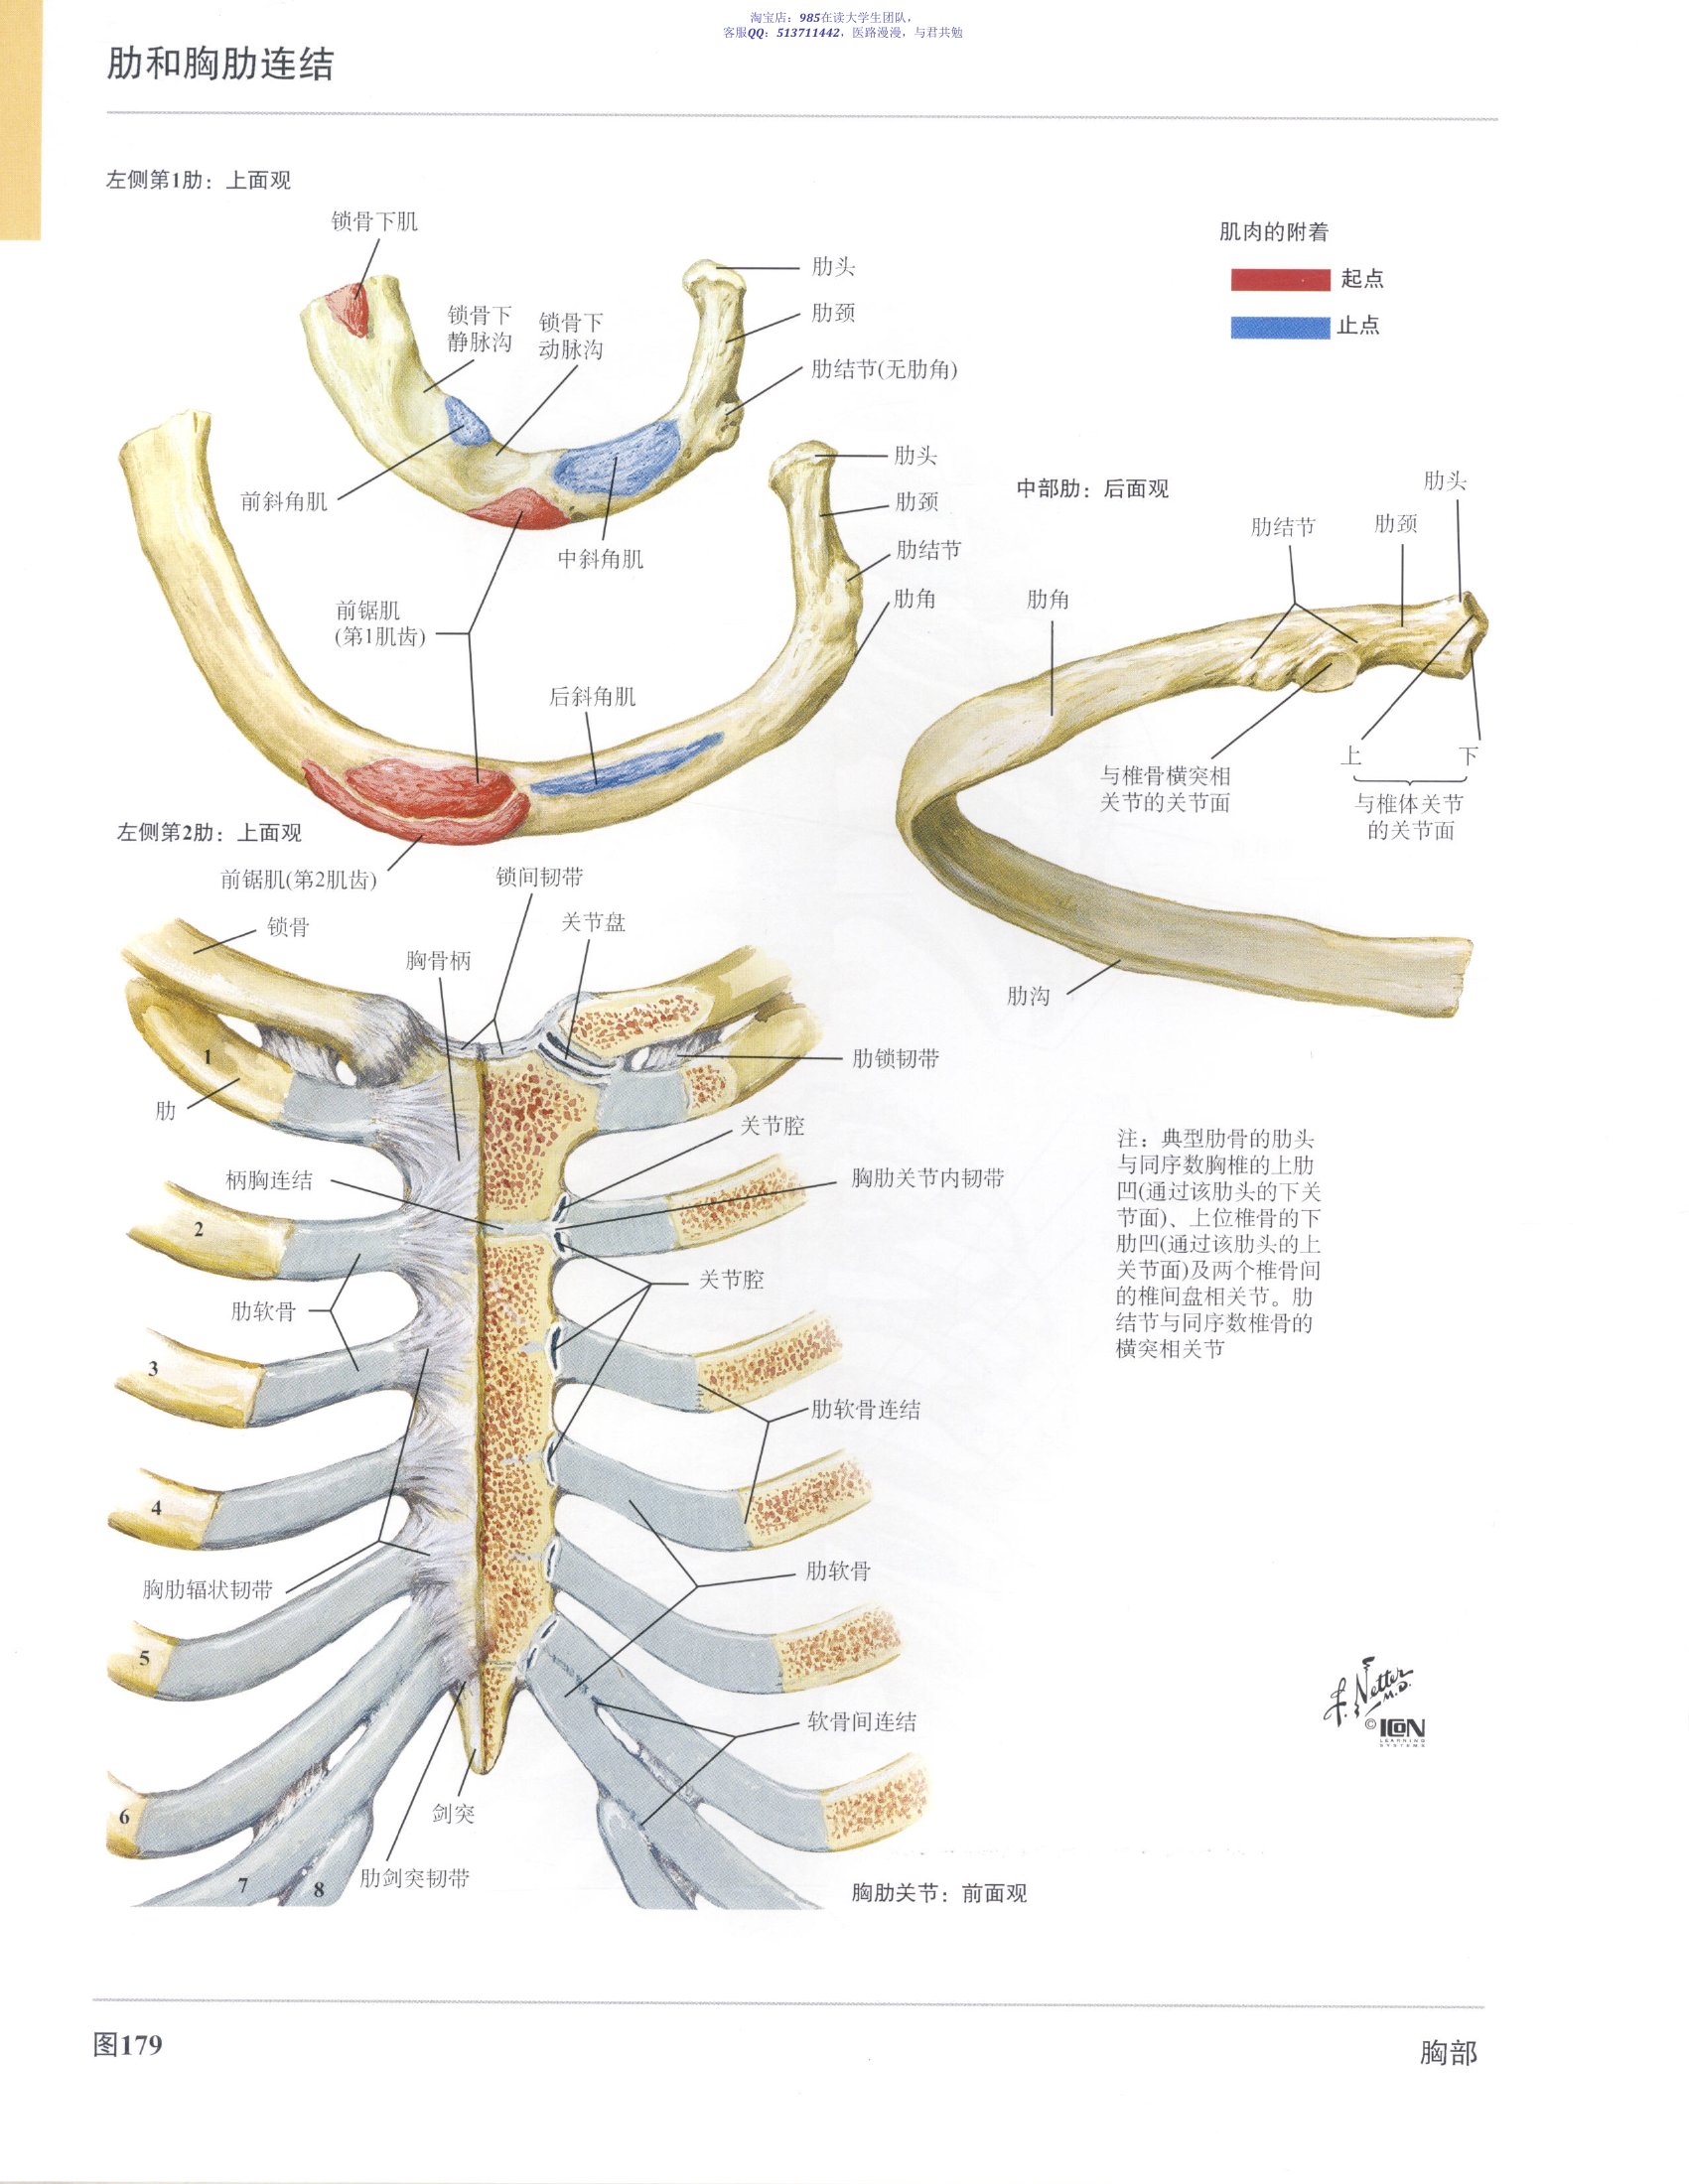 淘宝店：985在读大学生团队，
客服QQ：513711442，医路漫漫，与君共勉
肋和胸肋连结
左侧第1肋：上面观
锁骨下肌
肋头
肋颈
肋结节(无肋角)
锁骨下
静脉沟
锁骨下
动脉沟
前斜角肌
中斜角肌
前锯肌
(第1肌齿)
后斜角肌
肋头
肋颈
肋结节
肋角
左侧第2肋：上面观
前锯肌(第2肌齿)
肌肉的附着
起点
止点
中部肋：后面观
肋头
肋颈
肋结节
肋角
上
下
与椎骨横突相
关节的关节面
与椎体关节
的关节面
肋沟
锁间韧带
关节盘
锁骨
胸骨柄
1
肋
肋锁韧带
关节腔
柄胸连结
胸肋关节内韧带
2
关节腔
肋软骨
3
肋软骨连结
4
肋软骨
胸肋辐状韧带
5
软骨间连结
剑突
6
肋剑突韧带
7
8
胸肋关节：前面观
注：典型肋骨的肋头
与同序数胸椎的上肋
凹(通过该肋头的下关
节面)、上位椎骨的下
肋凹(通过该肋头的上
关节面)及两个椎骨间
的椎间盘相关节。肋
结节与同序数椎骨的
横突相关节
F. Netter
M.D.
© ICON
LEARNING
SYSTEMS
图179
胸部